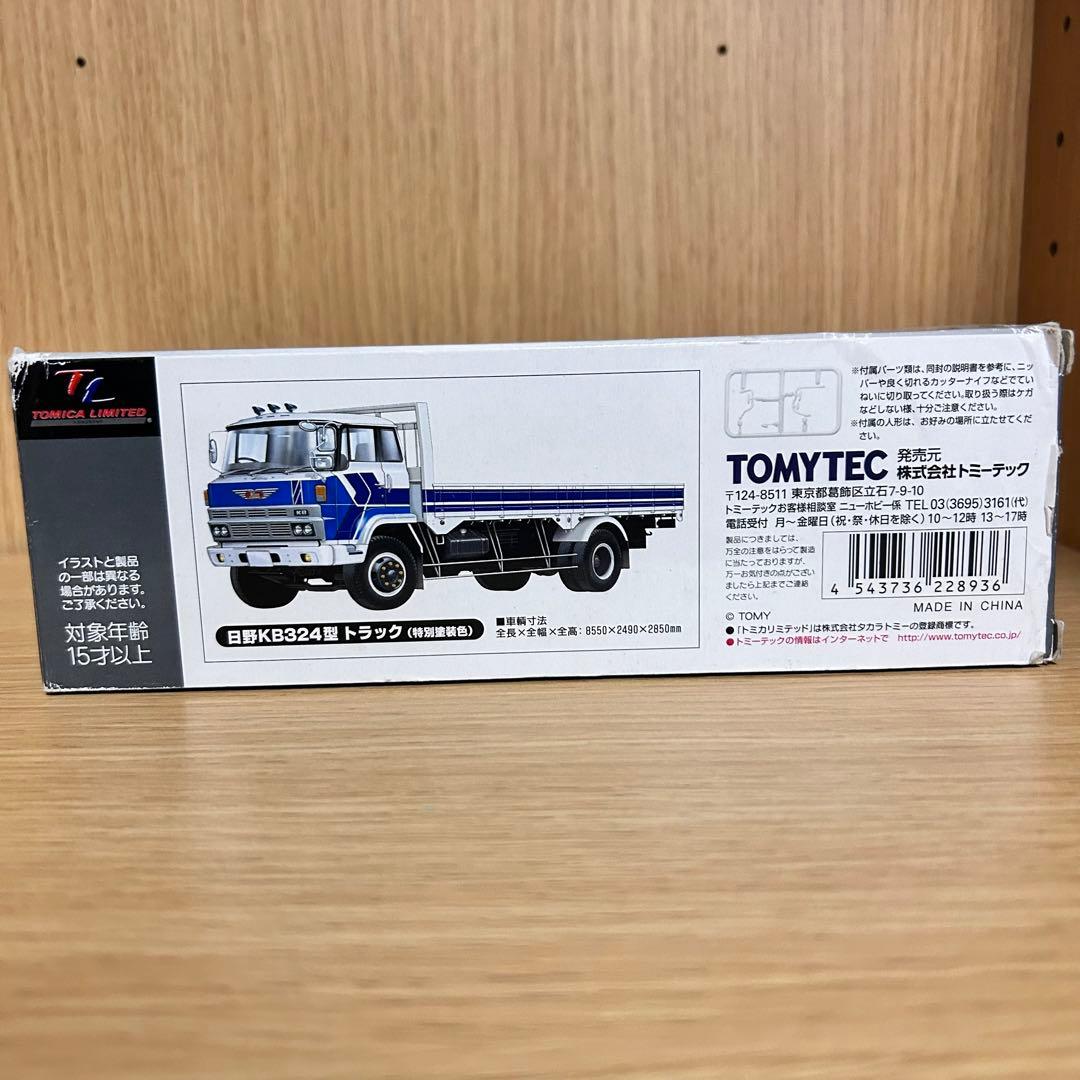 TL
TOMICA LIMITED
イラストと製品
の一部は異なる
場合があります。
ご了承ください。
対象年齢
15才以上
KB
日野KB324型 トラック(特別塗装色)
■車輌寸法
全長×全幅×全高：8550×2490×2850mm
※付属パーツ類は、同封の説明書を参考に、ニッ
パーや良く切れるカッターナイフなどでてい
ねいに切り取ってください。取り扱う際はケガ
などしない様、十分ご注意ください。
※付属の人形は、お好みの場所に立たせてくだ
さい。
TOMYTEC 発売元 株式会社トミーテック
〒124-8511 東京都葛飾区立石7-9-10
トミーテックお客様相談室 ニューホビー係 TEL 03(3695)3161(代)
電話受付 月～金曜日(祝・祭・休日を除く)10～12時 13～17時
製品につきましては、
万全の注意をはらって製造
に当たっておりますが、
万一お気付きの点がござい
ましたら上記までご連絡
ください。
4 543736 228936
MADE IN CHINA
© TOMY
●「トミカリミテッド」は株式会社タカラトミーの登録商標です。
●トミーテックの情報はインターネットで http://www.tomytec.co.jp/